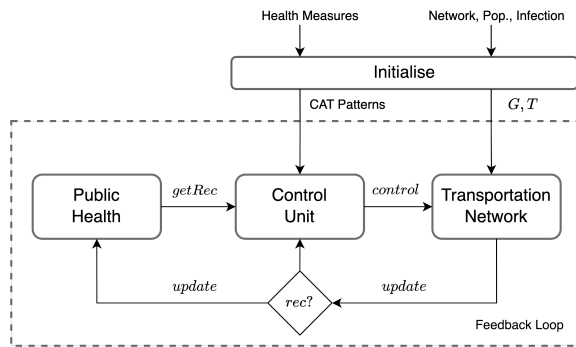 Health Measures
Network, Pop., Infection
Initialise
CAT Patterns
G, T
Public
Health
getRec
Control
Unit
control
Transportation
Network
update
rec?
update
Feedback Loop